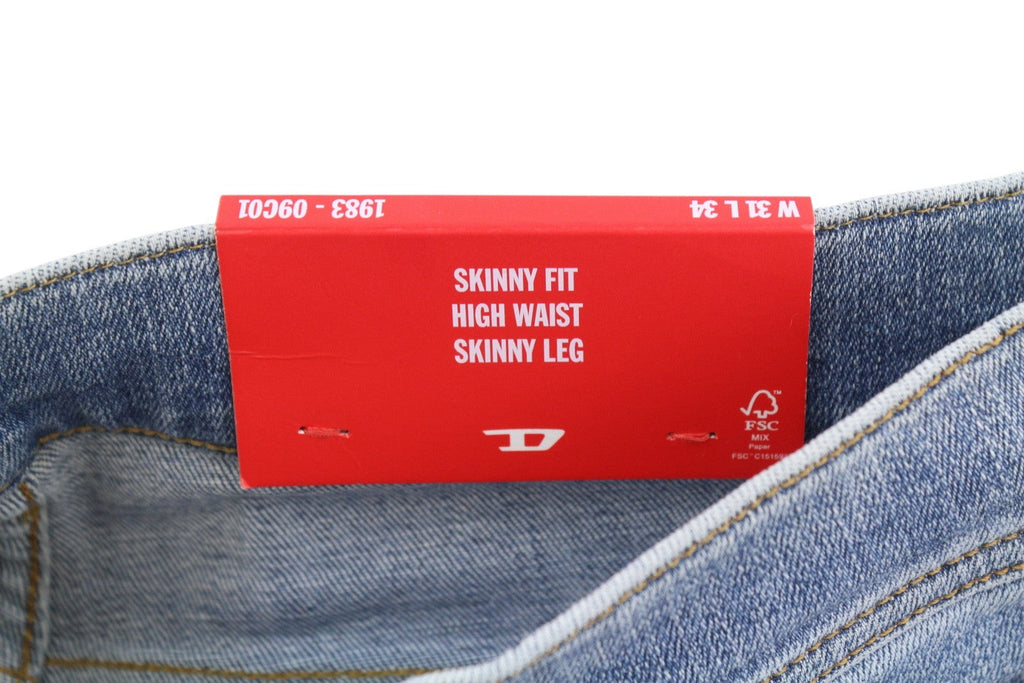 1983 - 09C01
W 31 L 34
SKINNY FIT
HIGH WAIST
SKINNY LEG
FSC
MIX
Paper